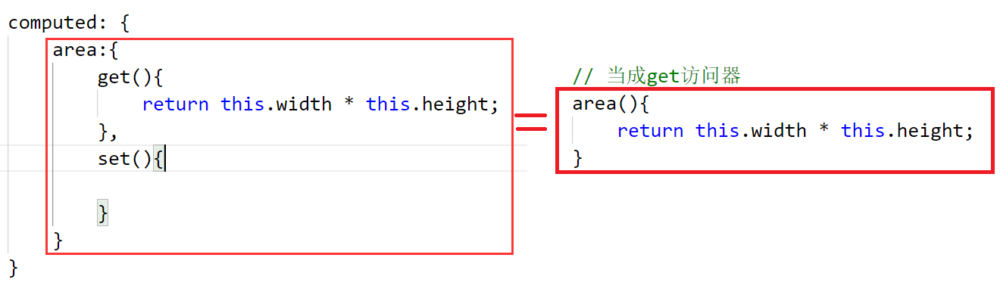 computed: {
area:{
get(){
return this.width * this.height;
},
set(){
}
}
}
// 当成get访问器
area(){
return this.width * this.height;
}